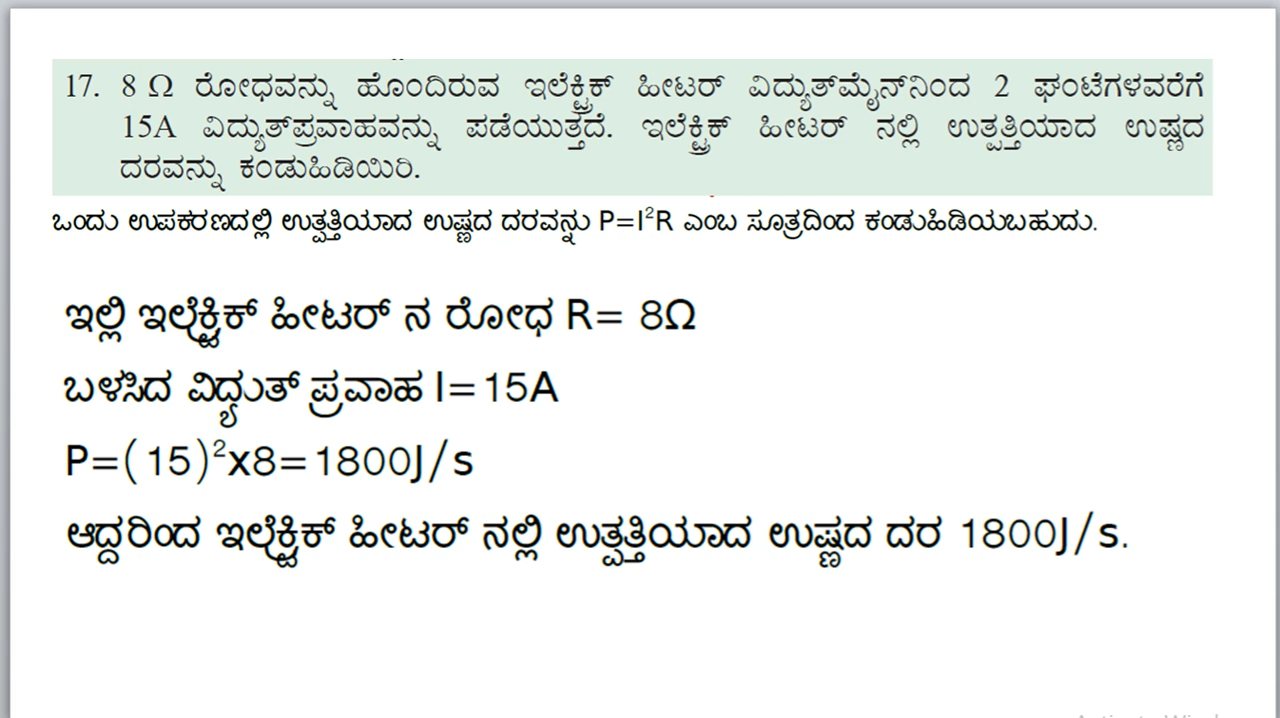 17. 8 Ω ರೋಧವನ್ನು ಹೊಂದಿರುವ ಇಲೆಕ್ಟ್ರಿಕ್ ಹೀಟರ್ ವಿದ್ಯುತ್‌ಮೈನ್‌ನಿಂದ 2 ಘಂಟೆಗಳವರೆಗೆ
15A ವಿದ್ಯುತ್‌ಪ್ರವಾಹವನ್ನು ಪಡೆಯುತ್ತದೆ. ಇಲೆಕ್ಟ್ರಿಕ್ ಹೀಟರ್ ನಲ್ಲಿ ಉತ್ಪತ್ತಿಯಾದ ಉಷ್ಣದ
ದರವನ್ನು ಕಂಡುಹಿಡಿಯಿರಿ.
ಒಂದು ಉಪಕರಣದಲ್ಲಿ ಉತ್ಪತ್ತಿಯಾದ ಉಷ್ಣದ ದರವನ್ನು P=I²R ಎಂಬ ಸೂತ್ರದಿಂದ ಕಂಡುಹಿಡಿಯಬಹುದು.
ಇಲ್ಲಿ ಇಲೆಕ್ಟ್ರಿಕ್ ಹೀಟರ್ ನ ರೋಧ R= 8Ω
ಬಳಸಿದ ವಿದ್ಯುತ್ ಪ್ರವಾಹ I=15A
P=(15)²x8=1800J/s
ಆದ್ದರಿಂದ ಇಲೆಕ್ಟ್ರಿಕ್ ಹೀಟರ್ ನಲ್ಲಿ ಉತ್ಪತ್ತಿಯಾದ ಉಷ್ಣದ ದರ 1800J/s.